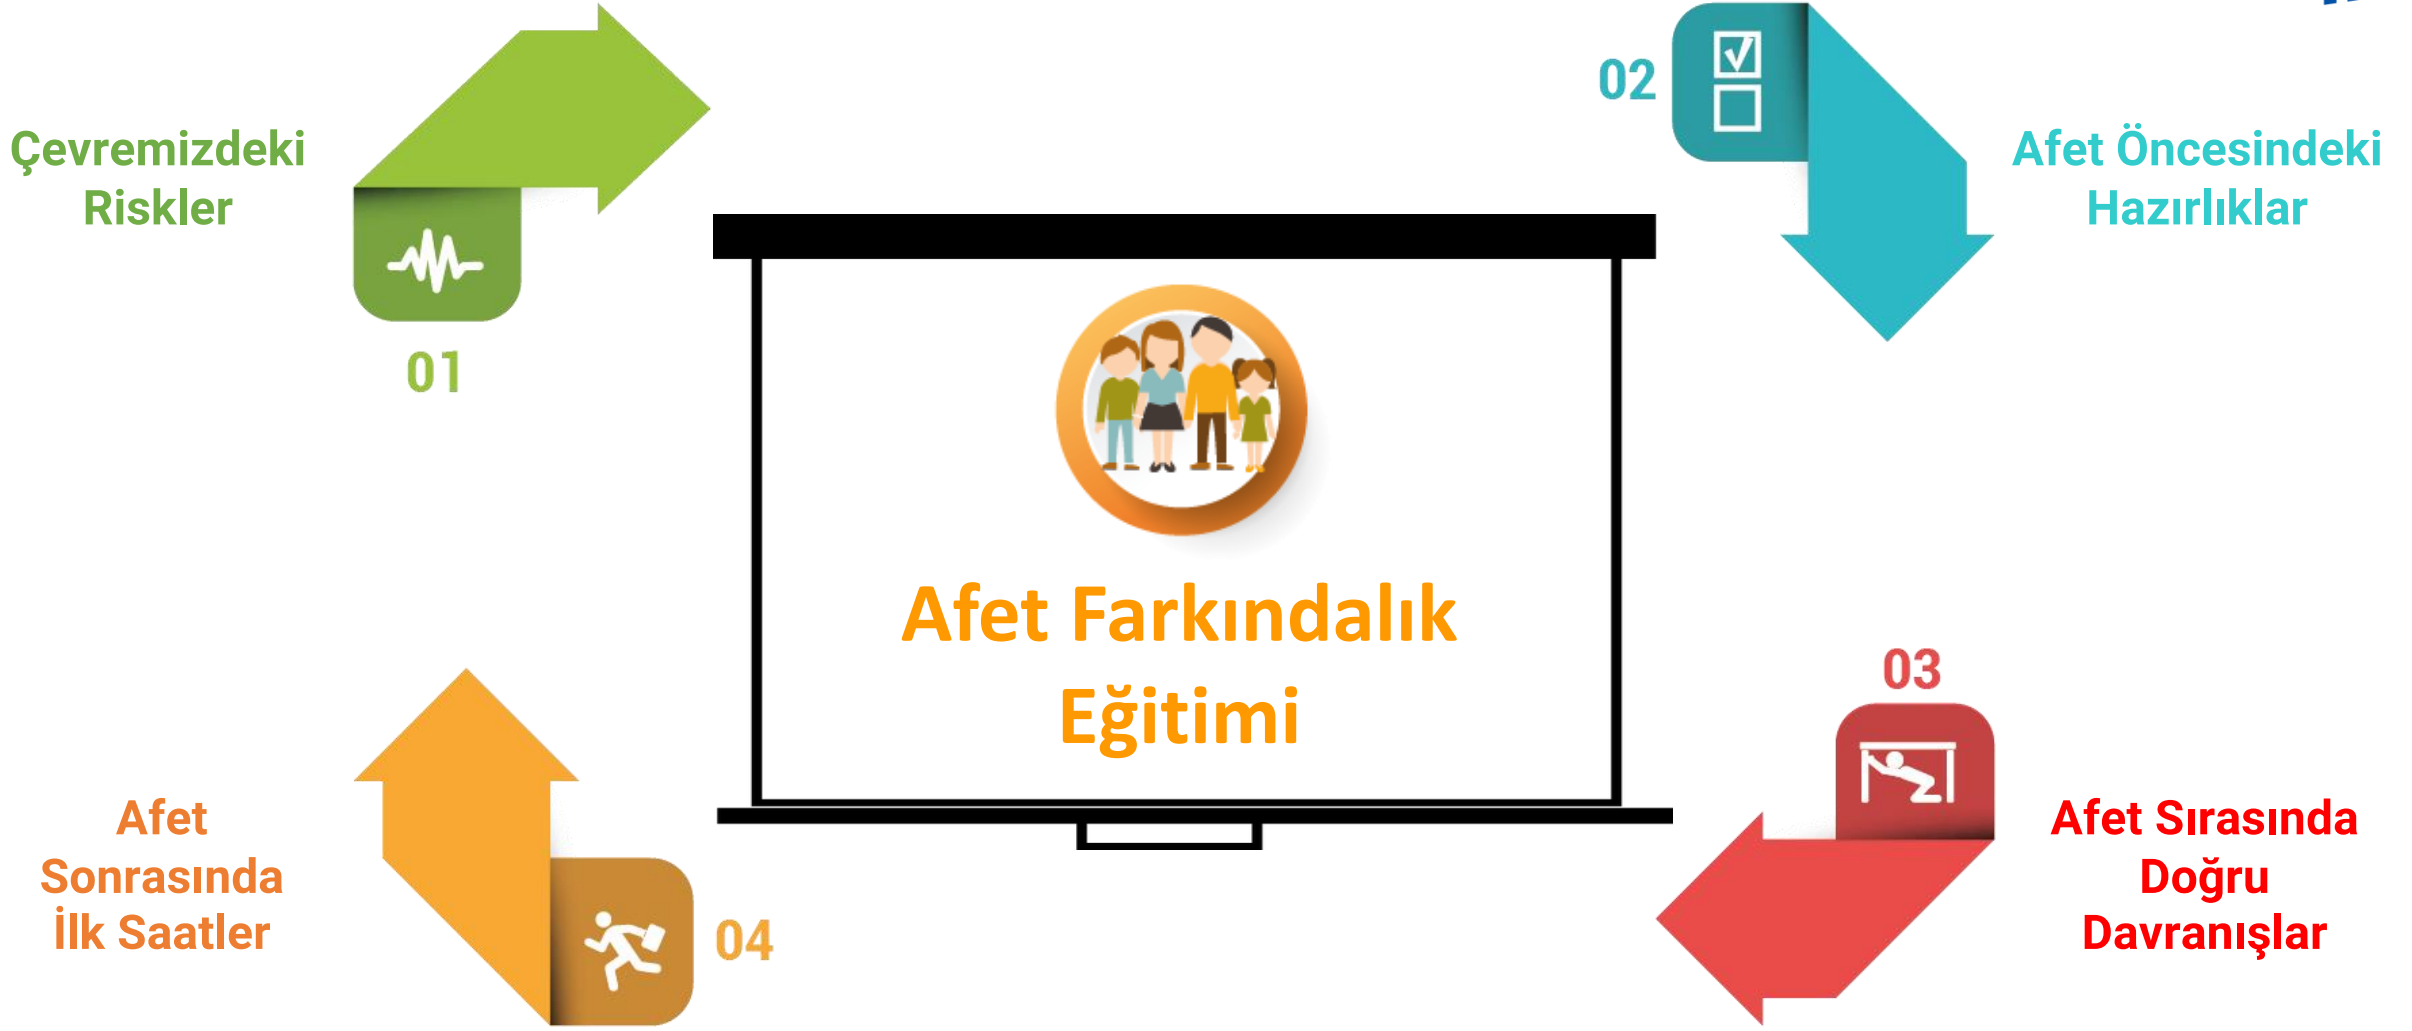 01
Çevremizdeki
Riskler
02
Afet Öncesindeki
Hazırlıklar
Afet Farkındalık
Eğitimi
03
Afet Sırasında
Doğru
Davranışlar
04
Afet
Sonrasında
İlk Saatler